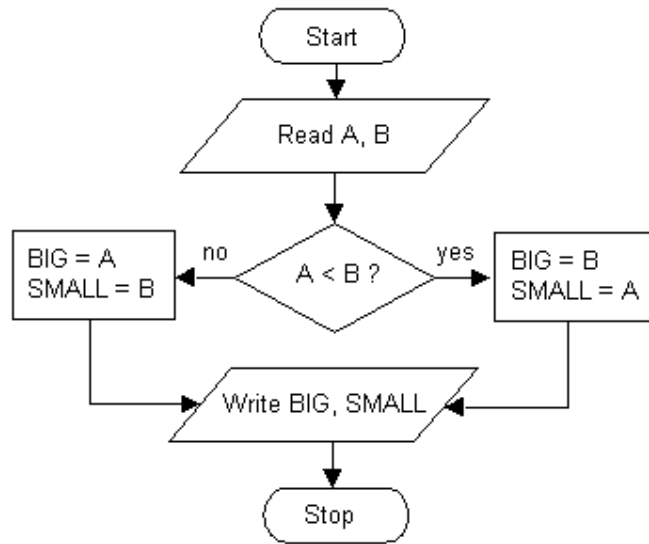 Start
Read A, B
no
A < B ?
yes
BIG = A
SMALL = B
BIG = B
SMALL = A
Write BIG, SMALL
Stop